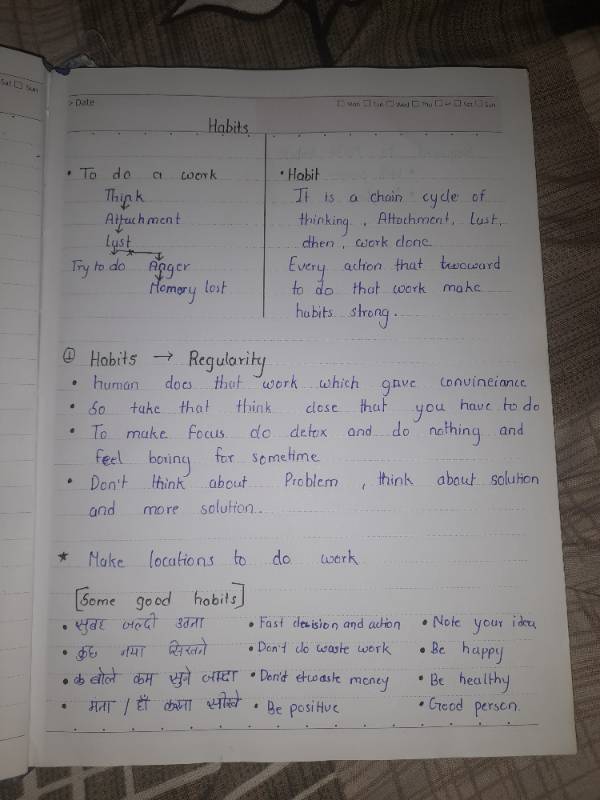 Sat Sun
> Date
Mon Tue Wed Thu Fri Sat Sun
Habits
• To do a work
Think
Attachment
Lust
Try to do Anger
Memory lost
• Habit
It is a chain cycle of
thinking, Attachment, Lust,
then, work done
Every action that twoward
to do that work make
habits strong.
① Habits → Regularity
• human does that work which gave convineiance
• So take that think close that you have to do
• To make focus do detox and do nothing and
feel boring for sometime
• Don't think about Problem, think about solution
and more solution.
* Make locations to do work
[Some good habits]
• सुबह जल्दी उठना • Fast decision and action • Note your idea
• कुछ नया सिखने • Don't do waste work • Be happy
• बोले कम सुने जादा • Don't waste money • Be healthy
• मना / हाँ करना सीखे • Be positive • Good person.